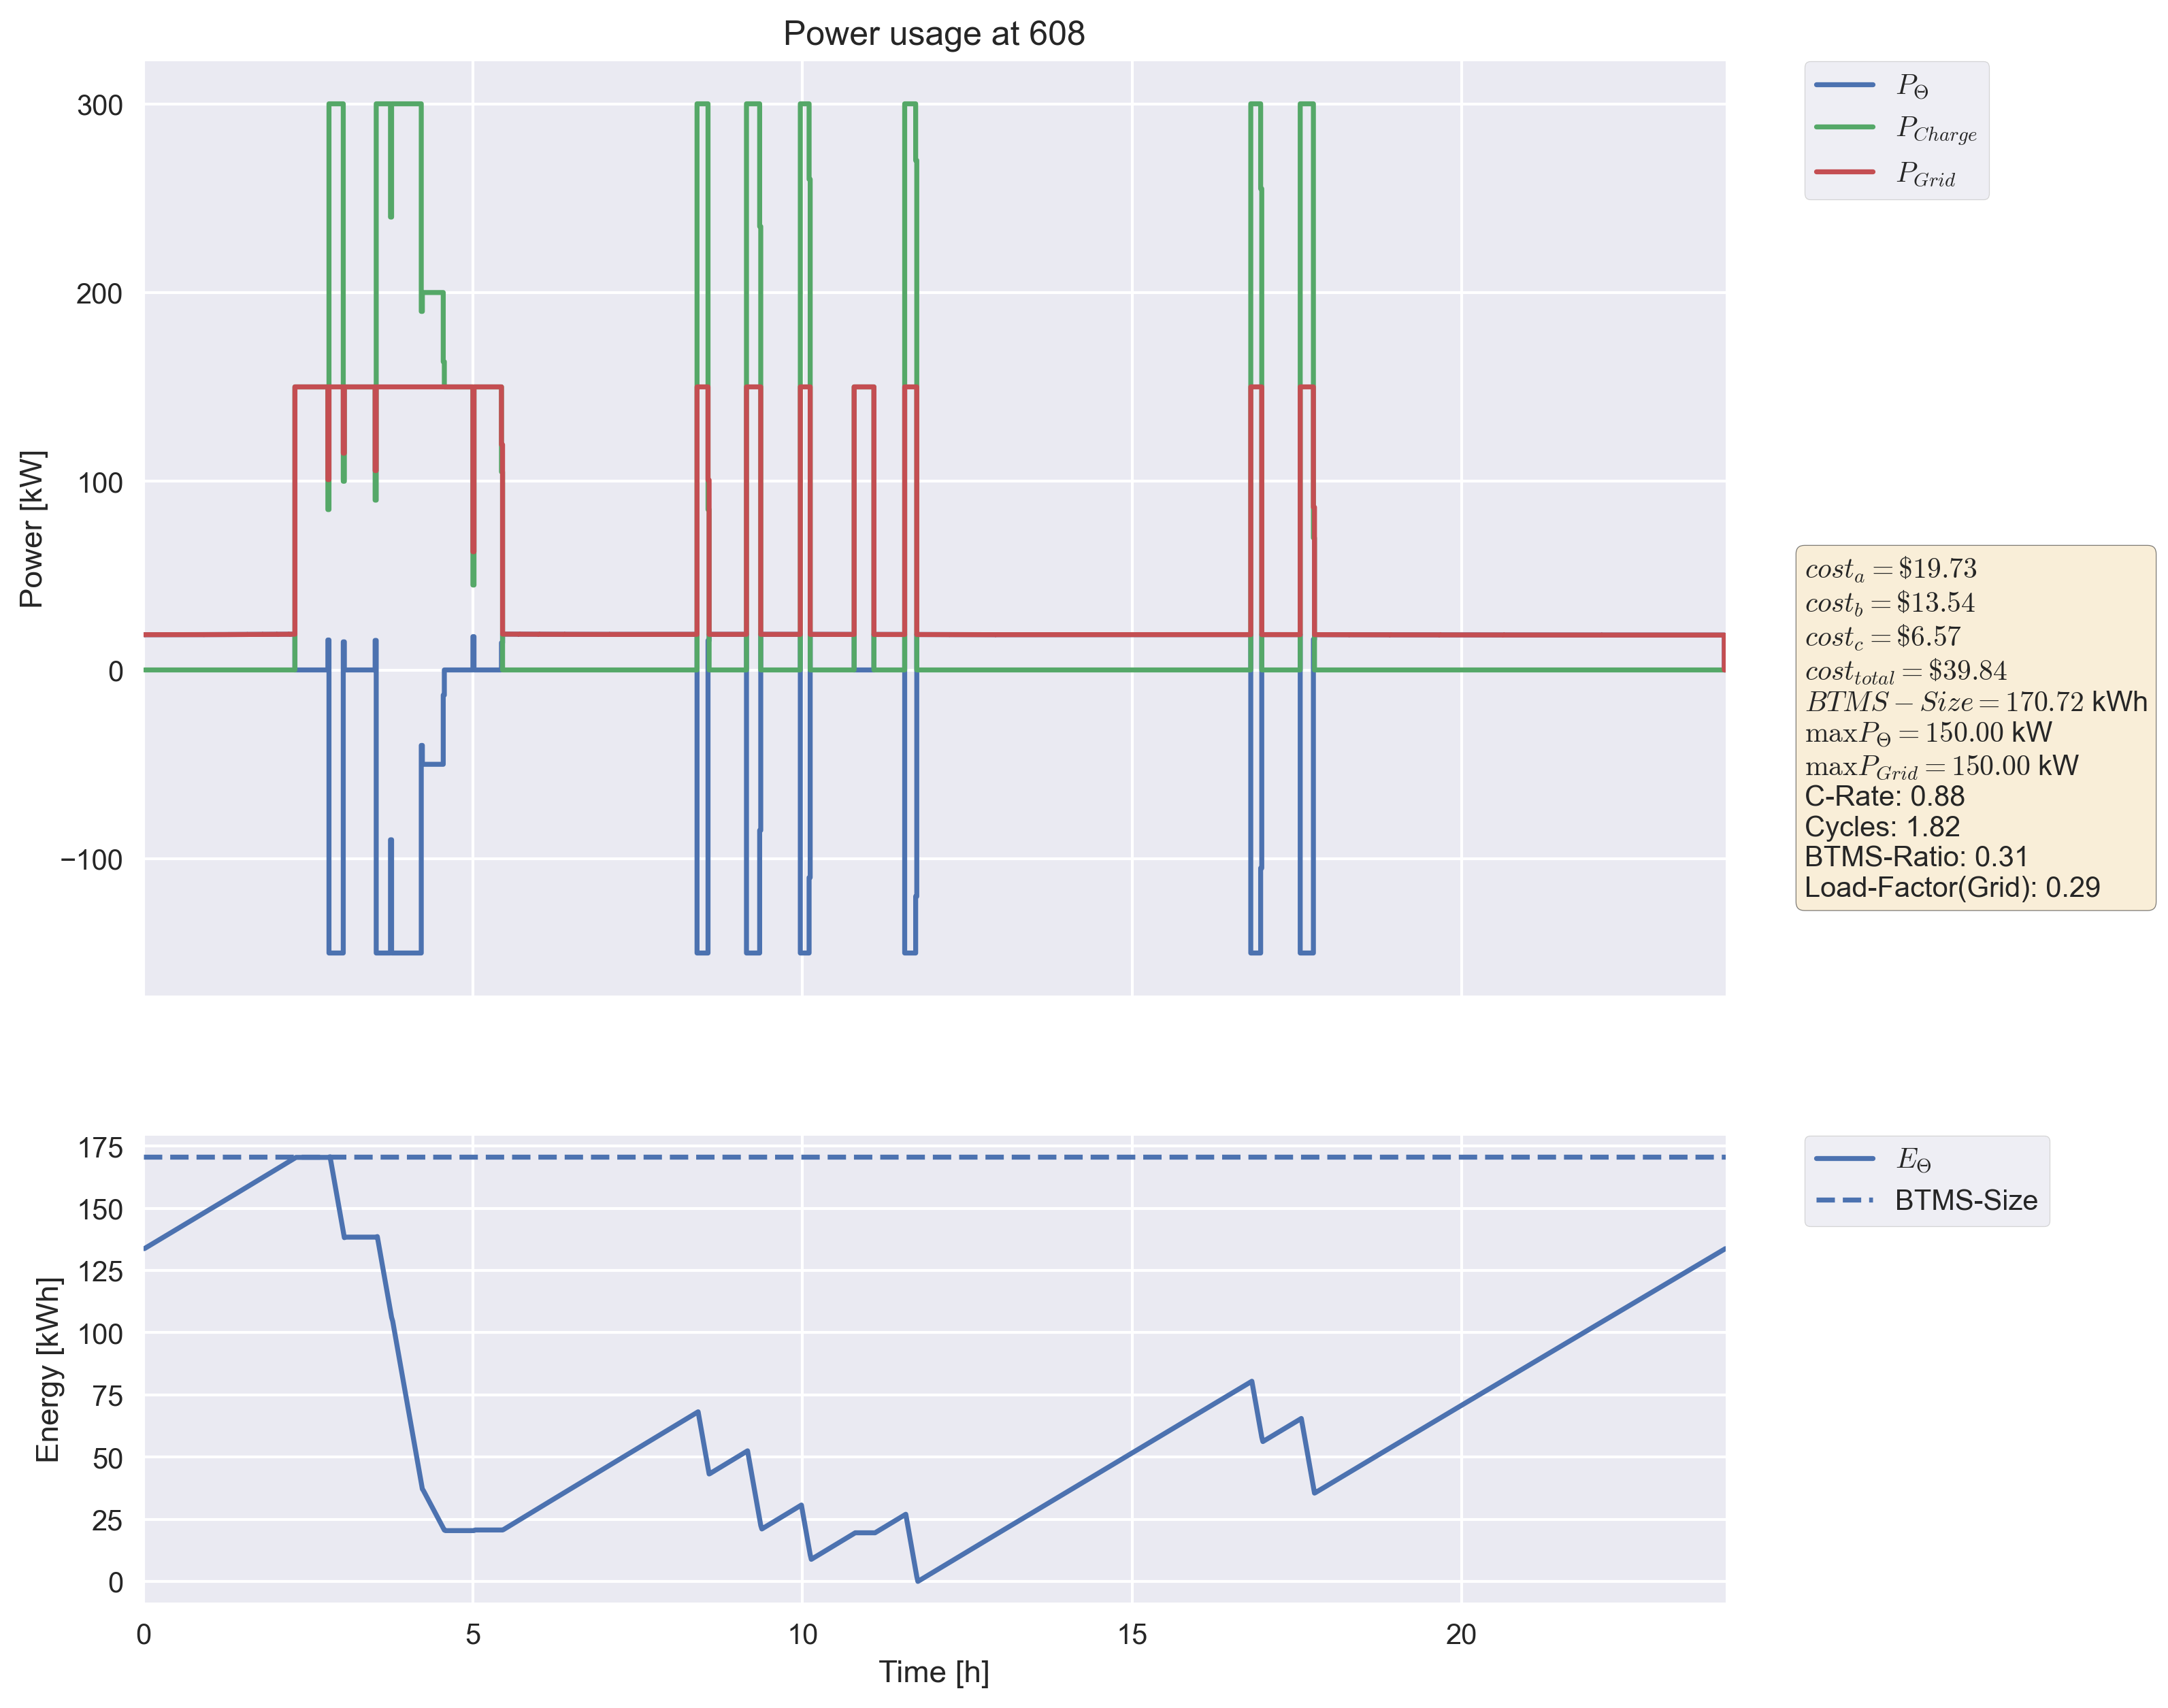 Power usage at 608
300
200
100
0
−100
Power [kW]
P_Θ
P_Charge
P_Grid
cost_a = $19.73
cost_b = $13.54
cost_c = $6.57
cost_total = $39.84
BTMS − Size = 170.72 kWh
max P_Θ = 150.00 kW
max P_Grid = 150.00 kW
C-Rate: 0.88
Cycles: 1.82
BTMS-Ratio: 0.31
Load-Factor(Grid): 0.29
175
150
125
100
75
50
25
0
Energy [kWh]
E_Θ
BTMS-Size
0 5 10 15 20
Time [h]